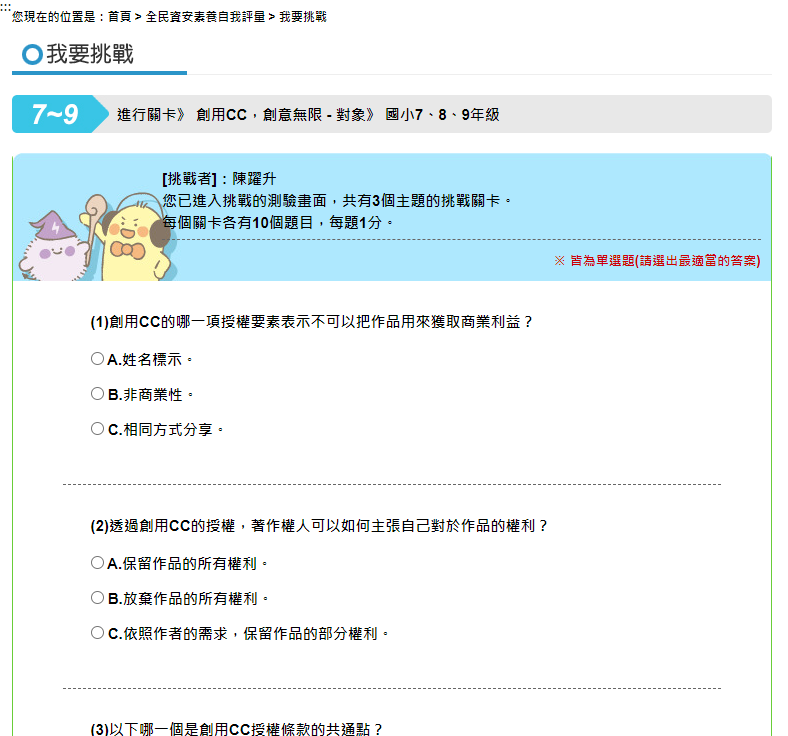 :::
您現在的位置是：首頁 > 全民資安素養自我評量 > 我要挑戰
我要挑戰
7~9 進行關卡》 創用CC，創意無限 - 對象》 國小7、8、9年級
[挑戰者]：陳躍升
您已進入挑戰的測驗畫面，共有3個主題的挑戰關卡。
每個關卡各有10個題目，每題1分。
※ 皆為單選題(請選出最適當的答案)
(1)創用CC的哪一項授權要素表示不可以把作品用來獲取商業利益？
A.姓名標示。
B.非商業性。
C.相同方式分享。
(2)透過創用CC的授權，著作權人可以如何主張自己對於作品的權利？
A.保留作品的所有權利。
B.放棄作品的所有權利。
C.依照作者的需求，保留作品的部分權利。
(3)以下哪一個是創用CC授權條款的共通點？